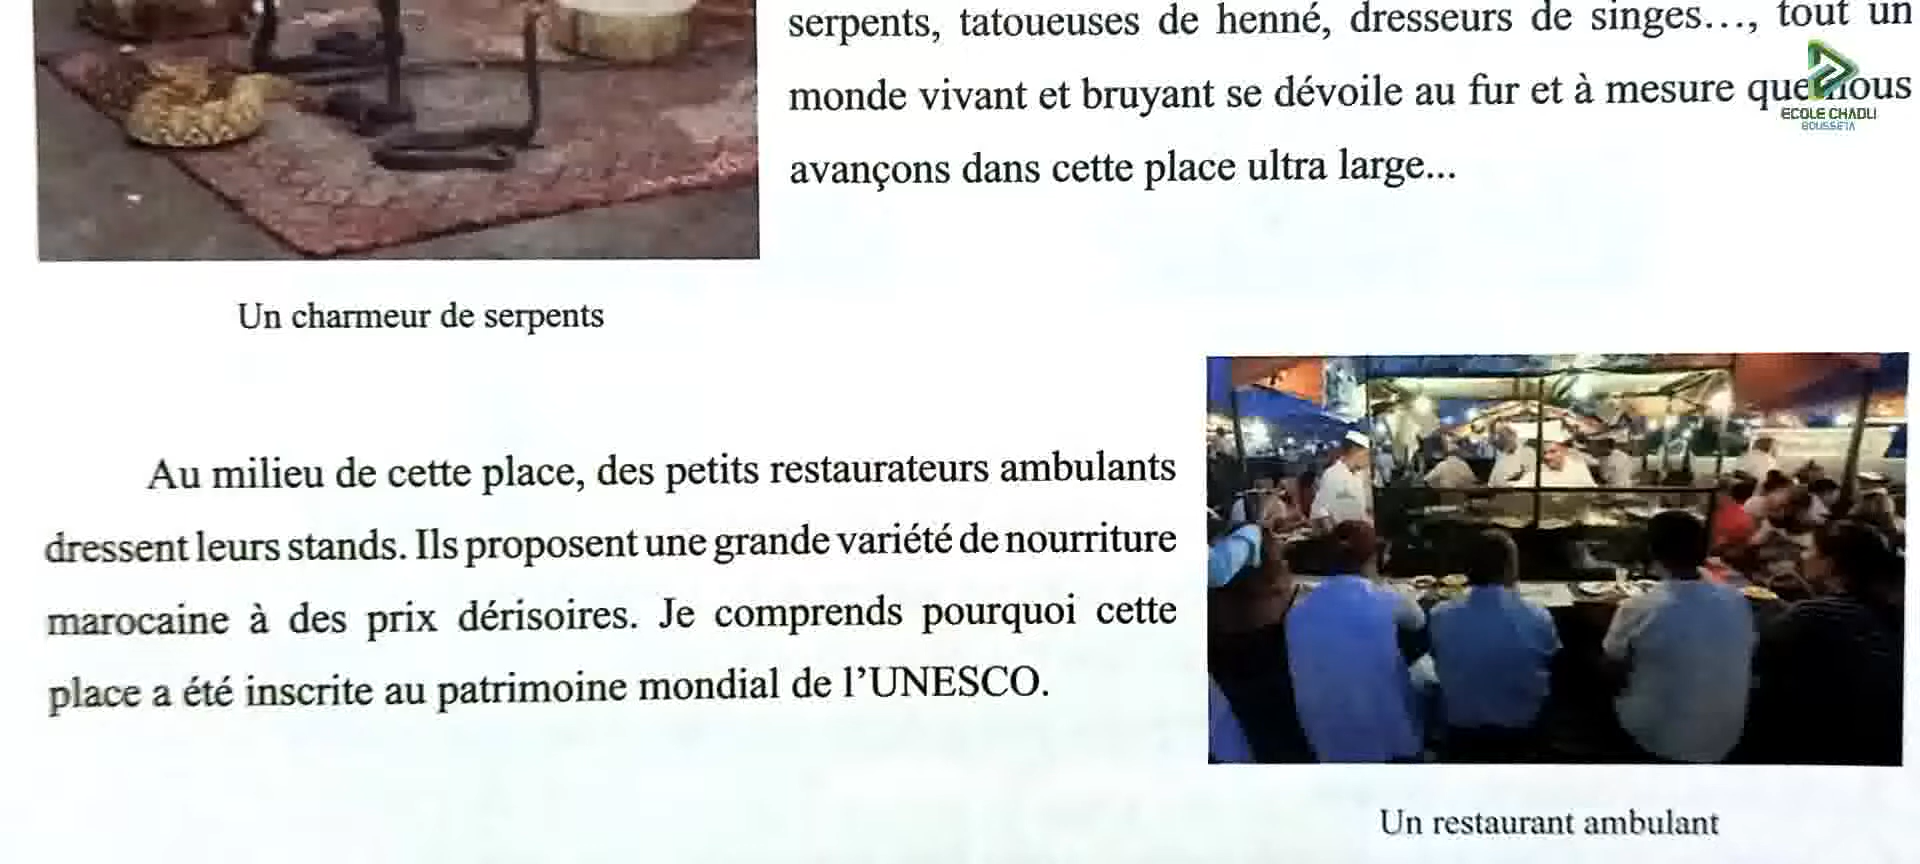 serpents, tatoueuses de henné, dresseurs de singes..., tout un
monde vivant et bruyant se dévoile au fur et à mesure que nous
avançons dans cette place ultra large...
ECOLE CHADLI
BOUSSETA
Un charmeur de serpents
Au milieu de cette place, des petits restaurateurs ambulants
dressent leurs stands. Ils proposent une grande variété de nourriture
marocaine à des prix dérisoires. Je comprends pourquoi cette
place a été inscrite au patrimoine mondial de l'UNESCO.
Un restaurant ambulant